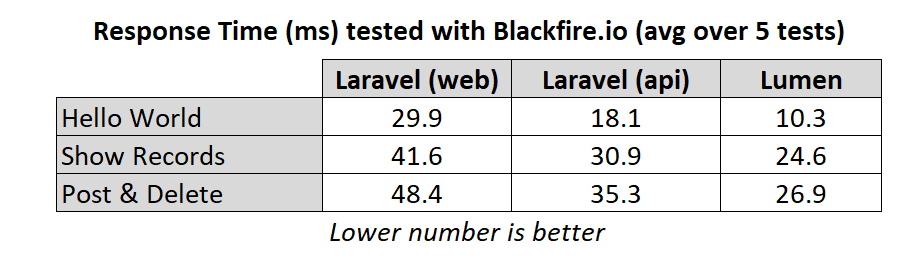 Response Time (ms) tested with Blackfire.io (avg over 5 tests)
Laravel (web) Laravel (api) Lumen
Hello World 29.9 18.1 10.3
Show Records 41.6 30.9 24.6
Post & Delete 48.4 35.3 26.9
Lower number is better